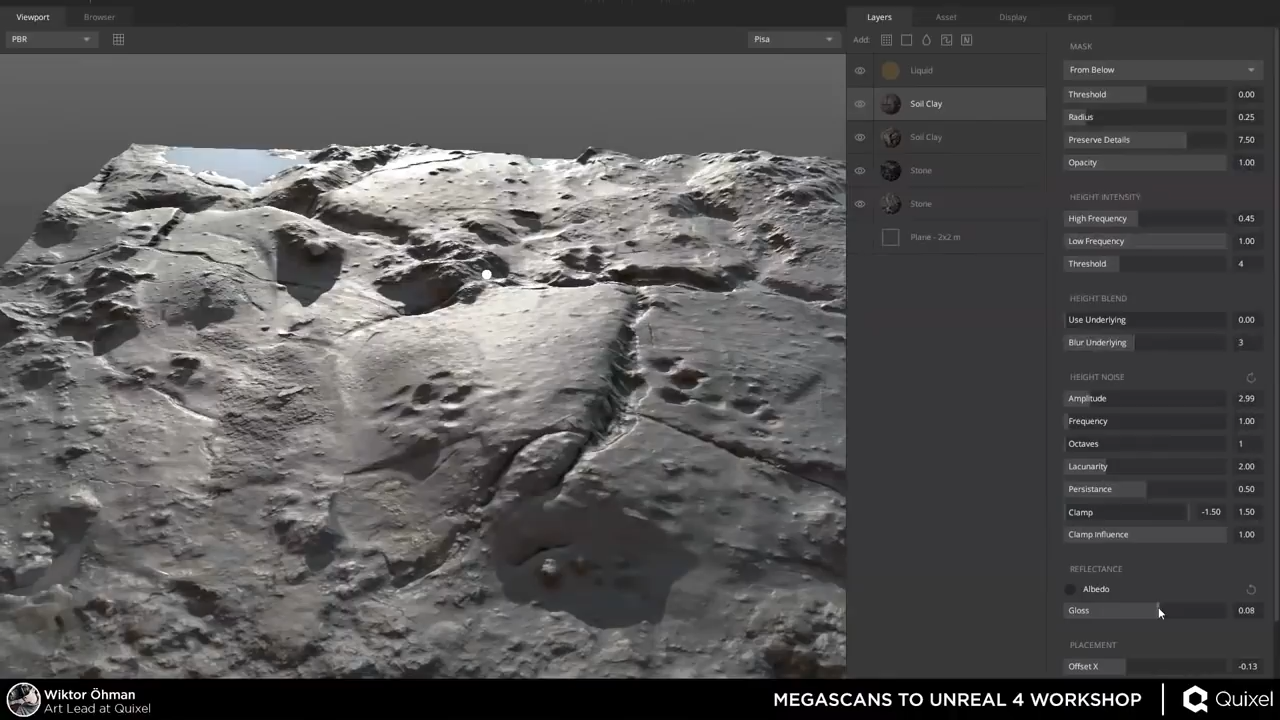 Viewport Browser
PBR
Pisa
Layers Asset Display Export
Add:
Liquid
Soil Clay
Soil Clay
Stone
Stone
Plane - 2x2 m
MASK
From Below
Threshold 0.00
Radius 0.25
Preserve Details 7.50
Opacity 1.00
HEIGHT INTENSITY
High Frequency 0.45
Low Frequency 1.00
Threshold 4
HEIGHT BLEND
Use Underlying 0.00
Blur Underlying 3
HEIGHT NOISE
Amplitude 2.99
Frequency 1.00
Octaves 1
Lacunarity 2.00
Persistance 0.50
Clamp -1.50 1.50
Clamp Influence 1.00
REFLECTANCE
Albedo
Gloss 0.08
PLACEMENT
Offset X -0.13
Wiktor Öhman
Art Lead at Quixel
MEGASCANS TO UNREAL 4 WORKSHOP
Quixel